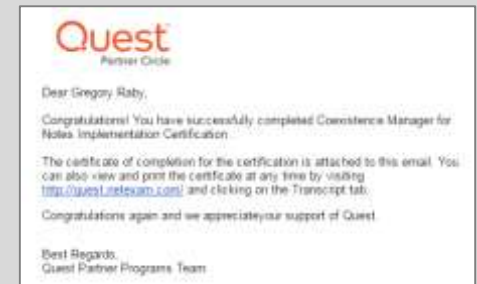 Quest
Partner Circle
Dear Gregory Raby,
Congratulations! You have successfully completed Coexistence Manager for
Notes Implementation Certification
The certificate of completion for the certification is attached to this email. You
can also view and print the certificate at any time by visiting
http://quest.netexam.com/ and clicking on the Transcript tab.
Congratulations again and we appreciateyour support of Quest.
Best Regards,
Quest Partner Programs Team